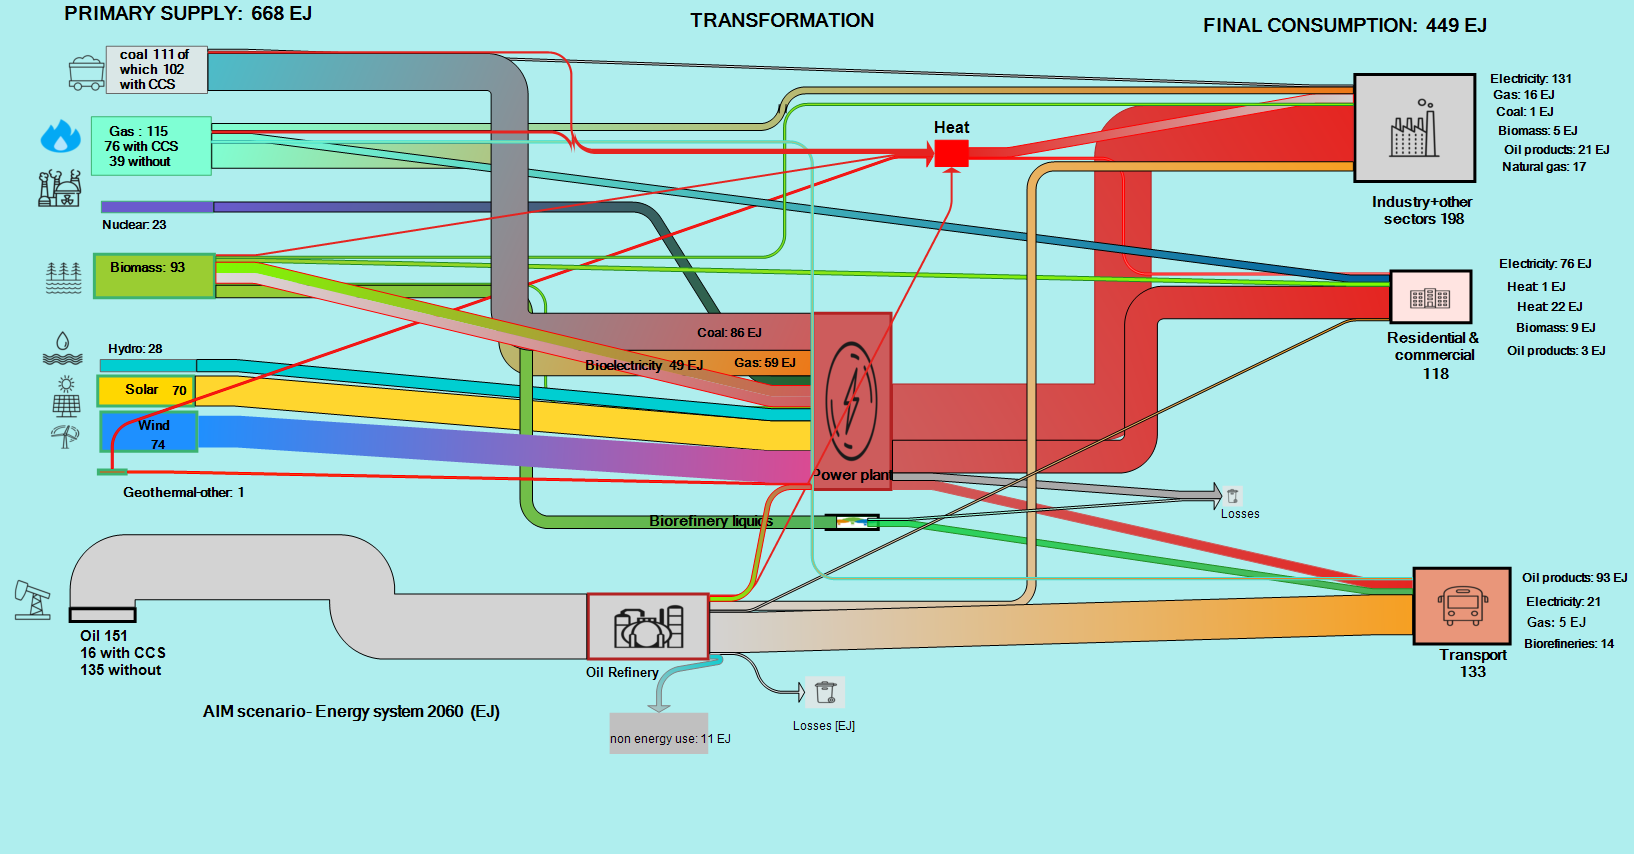 PRIMARY SUPPLY: 668 EJ
TRANSFORMATION
FINAL CONSUMPTION: 449 EJ
coal 111 of
which 102
with CCS
Gas : 115
76 with CCS
39 without
Nuclear: 23
Biomass: 93
Hydro: 28
Solar 70
Wind
74
Geothermal-other: 1
Oil 151
16 with CCS
135 without
AIM scenario- Energy system 2060 (EJ)
Heat
Coal: 86 EJ
Gas: 59 EJ
Bioelectricity 49 EJ
Power plant
Biorefinery liquids
Losses
Oil Refinery
non energy use: 11 EJ
Losses [EJ]
Electricity: 131
Gas: 16 EJ
Coal: 1 EJ
Biomass: 5 EJ
Oil products: 21 EJ
Natural gas: 17
Industry+other
sectors 198
Electricity: 76 EJ
Heat: 1 EJ
Heat: 22 EJ
Biomass: 9 EJ
Oil products: 3 EJ
Residential &
commercial
118
Oil products: 93 EJ
Electricity: 21
Gas: 5 EJ
Biorefineries: 14
Transport
133